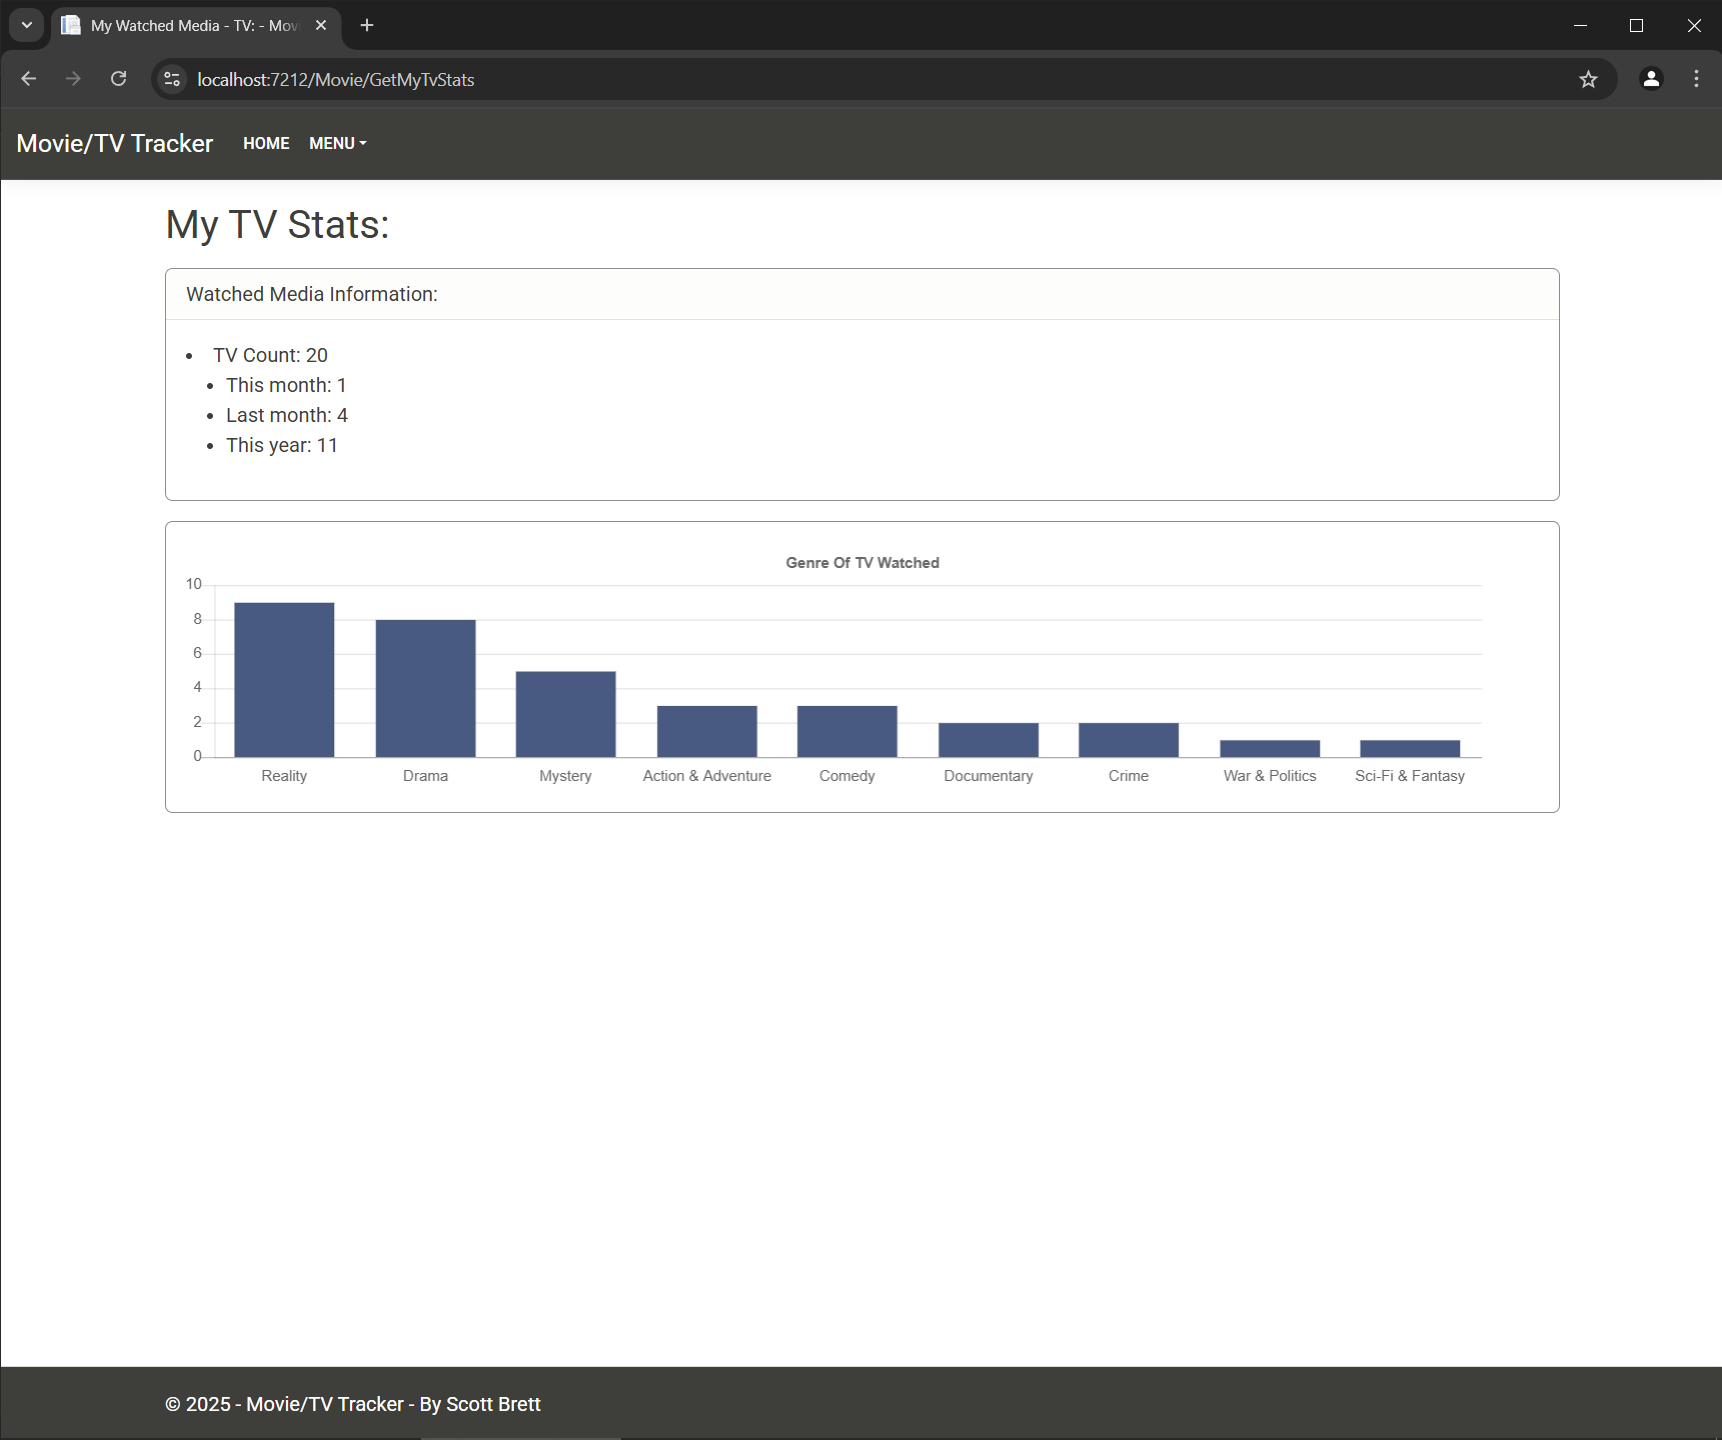 My Watched Media - TV: - Mov
localhost:7212/Movie/GetMyTvStats
Movie/TV Tracker HOME MENU
My TV Stats:
Watched Media Information:
TV Count: 20
This month: 1
Last month: 4
This year: 11
Genre Of TV Watched
10
8
6
4
2
0
Reality Drama Mystery Action & Adventure Comedy Documentary Crime War & Politics Sci-Fi & Fantasy
© 2025 - Movie/TV Tracker - By Scott Brett